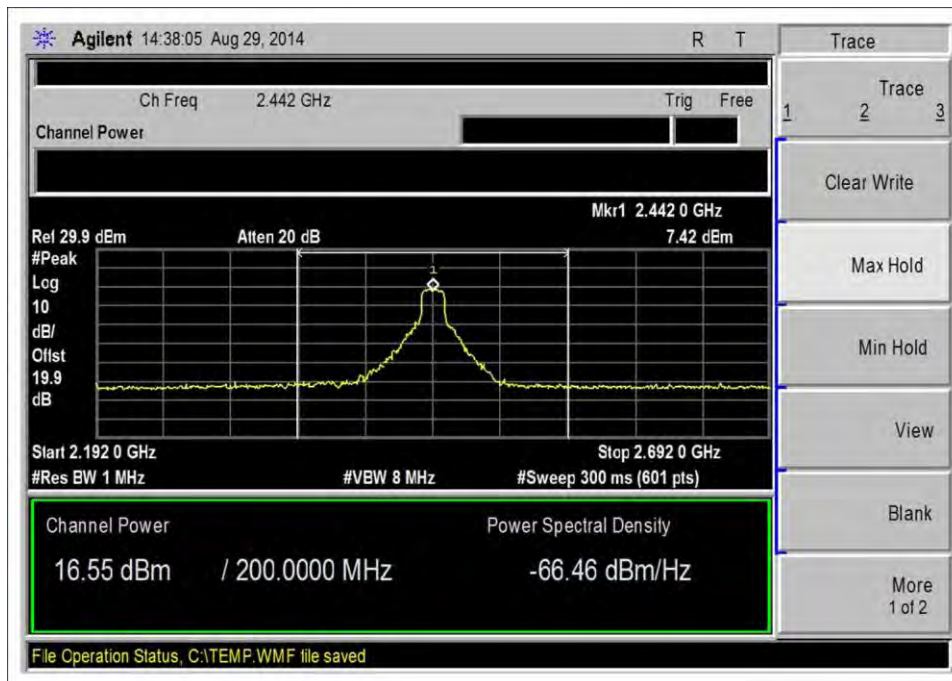 Agilent 14:38:05 Aug 29, 2014 R T
Trace
Ch Freq 2.442 GHz Trig Free
Channel Power
Mkr1 2.442 0 GHz
Ref 29.9 dBm Atten 20 dB 7.42 dBm
#Peak
Log
10
dB/
Offst
19.9
dB
1
Start 2.192 0 GHz Stop 2.692 0 GHz
#Res BW 1 MHz #VBW 8 MHz #Sweep 300 ms (601 pts)
Channel Power Power Spectral Density
16.55 dBm / 200.0000 MHz -66.46 dBm/Hz
File Operation Status, C:\TEMP.WMF file saved
Trace
1 2 3
Clear Write
Max Hold
Min Hold
View
Blank
More
1 of 2